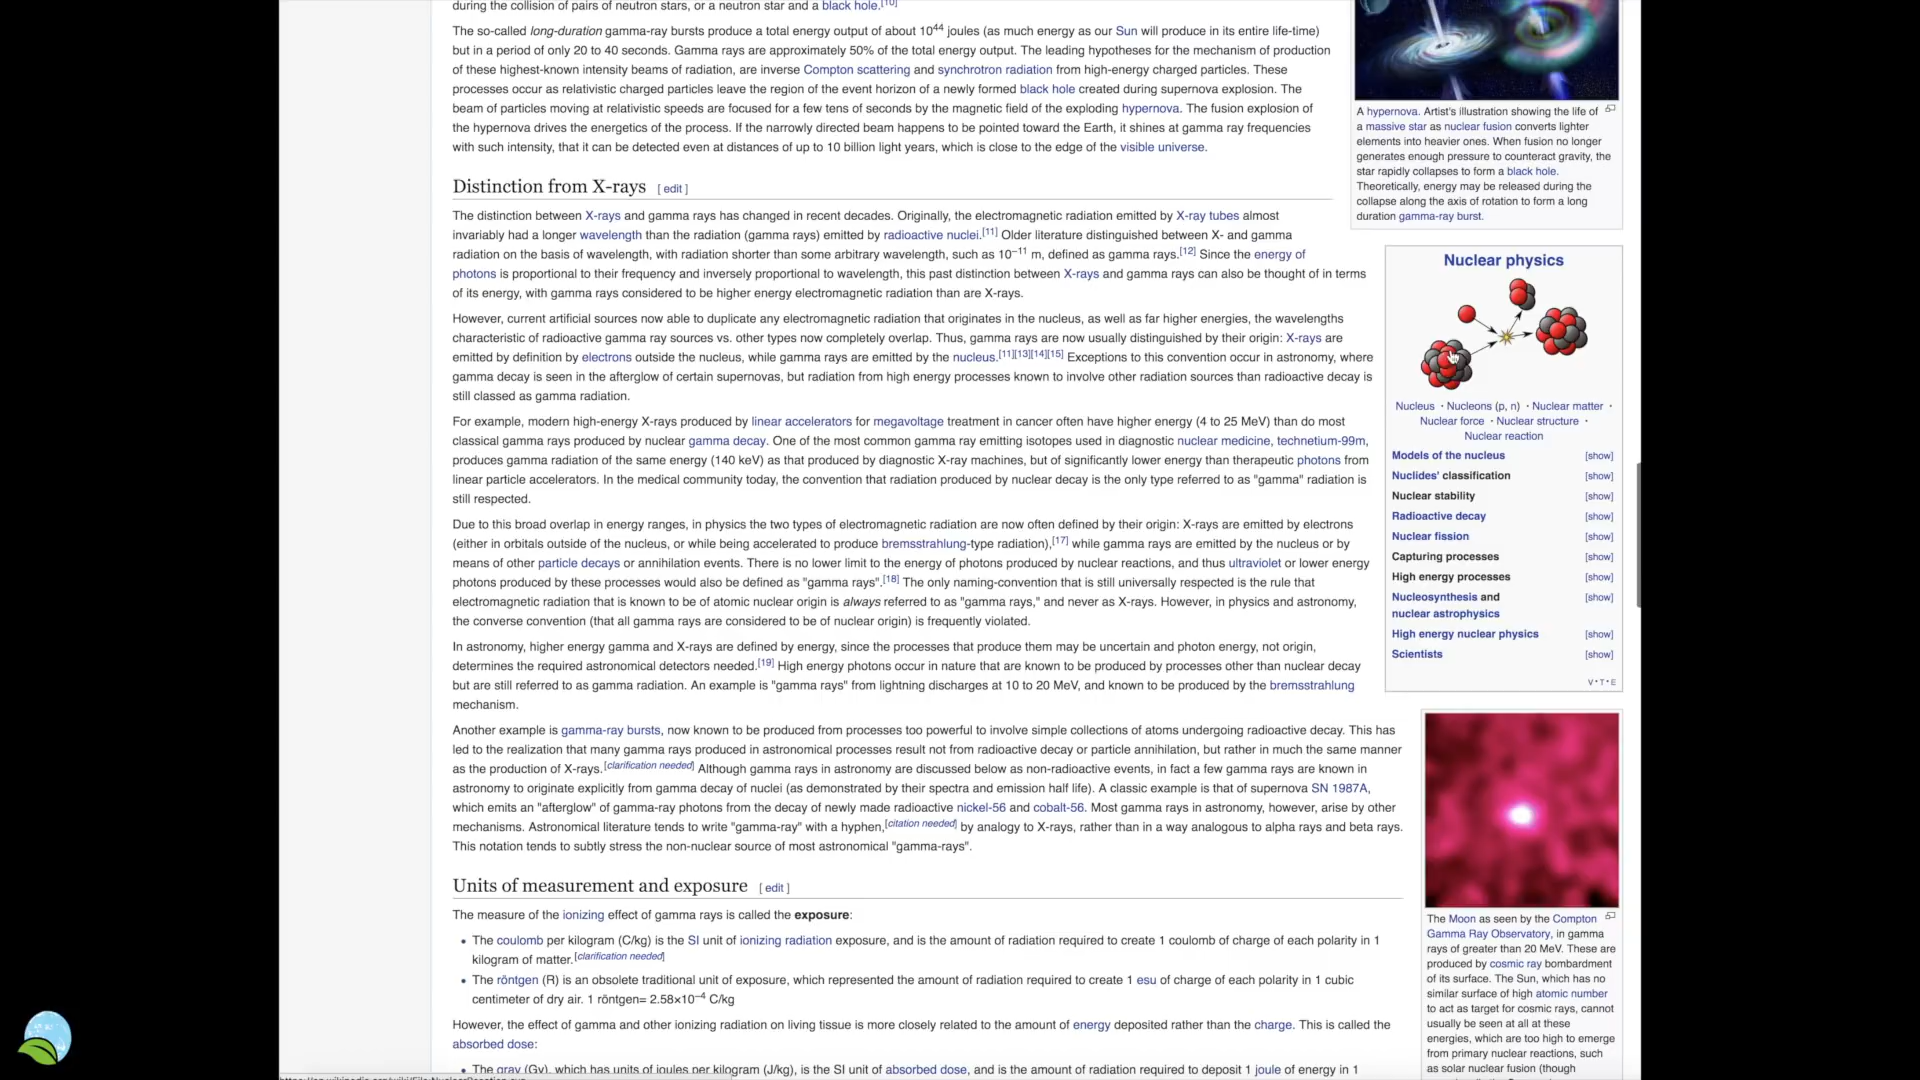 during the collision of pairs of neutron stars, or a neutron star and a black hole.[10]
The so-called long-duration gamma-ray bursts produce a total energy output of about 10⁴⁴ joules (as much energy as our Sun will produce in its entire life-time)
but in a period of only 20 to 40 seconds. Gamma rays are approximately 50% of the total energy output. The leading hypotheses for the mechanism of production
of these highest-known intensity beams of radiation, are inverse Compton scattering and synchrotron radiation from high-energy charged particles. These
processes occur as relativistic charged particles leave the region of the event horizon of a newly formed black hole created during supernova explosion. The
beam of particles moving at relativistic speeds are focused for a few tens of seconds by the magnetic field of the exploding hypernova. The fusion explosion of
the hypernova drives the energetics of the process. If the narrowly directed beam happens to be pointed toward the Earth, it shines at gamma ray frequencies
with such intensity, that it can be detected even at distances of up to 10 billion light years, which is close to the edge of the visible universe.
Distinction from X-rays [ edit ]
The distinction between X-rays and gamma rays has changed in recent decades. Originally, the electromagnetic radiation emitted by X-ray tubes almost
invariably had a longer wavelength than the radiation (gamma rays) emitted by radioactive nuclei.[11] Older literature distinguished between X- and gamma
radiation on the basis of wavelength, with radiation shorter than some arbitrary wavelength, such as 10⁻¹¹ m, defined as gamma rays.[12] Since the energy of
photons is proportional to their frequency and inversely proportional to wavelength, this past distinction between X-rays and gamma rays can also be thought of in terms
of its energy, with gamma rays considered to be higher energy electromagnetic radiation than are X-rays.
However, current artificial sources now able to duplicate any electromagnetic radiation that originates in the nucleus, as well as far higher energies, the wavelengths
characteristic of radioactive gamma ray sources vs. other types now completely overlap. Thus, gamma rays are now usually distinguished by their origin: X-rays are
emitted by definition by electrons outside the nucleus, while gamma rays are emitted by the nucleus.[11][13][14][15] Exceptions to this convention occur in astronomy, where
gamma decay is seen in the afterglow of certain supernovas, but radiation from high energy processes known to involve other radiation sources than radioactive decay is
still classed as gamma radiation.
For example, modern high-energy X-rays produced by linear accelerators for megavoltage treatment in cancer often have higher energy (4 to 25 MeV) than do most
classical gamma rays produced by nuclear gamma decay. One of the most common gamma ray emitting isotopes used in diagnostic nuclear medicine, technetium-99m,
produces gamma radiation of the same energy (140 keV) as that produced by diagnostic X-ray machines, but of significantly lower energy than therapeutic photons from
linear particle accelerators. In the medical community today, the convention that radiation produced by nuclear decay is the only type referred to as "gamma" radiation is
still respected.
Due to this broad overlap in energy ranges, in physics the two types of electromagnetic radiation are now often defined by their origin: X-rays are emitted by electrons
(either in orbitals outside of the nucleus, or while being accelerated to produce bremsstrahlung-type radiation),[17] while gamma rays are emitted by the nucleus or by
means of other particle decays or annihilation events. There is no lower limit to the energy of photons produced by nuclear reactions, and thus ultraviolet or lower energy
photons produced by these processes would also be defined as "gamma rays".[18] The only naming-convention that is still universally respected is the rule that
electromagnetic radiation that is known to be of atomic nuclear origin is always referred to as "gamma rays," and never as X-rays. However, in physics and astronomy,
the converse convention (that all gamma rays are considered to be of nuclear origin) is frequently violated.
In astronomy, higher energy gamma and X-rays are defined by energy, since the processes that produce them may be uncertain and photon energy, not origin,
determines the required astronomical detectors needed.[19] High energy photons occur in nature that are known to be produced by processes other than nuclear decay
but are still referred to as gamma radiation. An example is "gamma rays" from lightning discharges at 10 to 20 MeV, and known to be produced by the bremsstrahlung
mechanism.
Another example is gamma-ray bursts, now known to be produced from processes too powerful to involve simple collections of atoms undergoing radioactive decay. This has
led to the realization that many gamma rays produced in astronomical processes result not from radioactive decay or particle annihilation, but rather in much the same manner
as the production of X-rays.[clarification needed] Although gamma rays in astronomy are discussed below as non-radioactive events, in fact a few gamma rays are known in
astronomy to originate explicitly from gamma decay of nuclei (as demonstrated by their spectra and emission half life). A classic example is that of supernova SN 1987A,
which emits an "afterglow" of gamma-ray photons from the decay of newly made radioactive nickel-56 and cobalt-56. Most gamma rays in astronomy, however, arise by other
mechanisms. Astronomical literature tends to write "gamma-ray" with a hyphen,[citation needed] by analogy to X-rays, rather than in a way analogous to alpha rays and beta rays.
This notation tends to subtly stress the non-nuclear source of most astronomical "gamma-rays".
Units of measurement and exposure [ edit ]
The measure of the ionizing effect of gamma rays is called the exposure:
• The coulomb per kilogram (C/kg) is the SI unit of ionizing radiation exposure, and is the amount of radiation required to create 1 coulomb of charge of each polarity in 1
kilogram of matter.[clarification needed]
• The röntgen (R) is an obsolete traditional unit of exposure, which represented the amount of radiation required to create 1 esu of charge of each polarity in 1 cubic
centimeter of dry air. 1 röntgen= 2.58×10⁻⁴ C/kg
However, the effect of gamma and other ionizing radiation on living tissue is more closely related to the amount of energy deposited rather than the charge. This is called the
absorbed dose:
• The gray (Gy), which has units of joules per kilogram (J/kg), is the SI unit of absorbed dose, and is the amount of radiation required to deposit 1 joule of energy in 1
A hypernova. Artist's illustration showing the life of
a massive star as nuclear fusion converts lighter
elements into heavier ones. When fusion no longer
generates enough pressure to counteract gravity, the
star rapidly collapses to form a black hole.
Theoretically, energy may be released during the
collapse along the axis of rotation to form a long
duration gamma-ray burst.
Nuclear physics
Nucleus · Nucleons (p, n) · Nuclear matter ·
Nuclear force · Nuclear structure ·
Nuclear reaction
Models of the nucleus [show]
Nuclides' classification [show]
Nuclear stability [show]
Radioactive decay [show]
Nuclear fission [show]
Capturing processes [show]
High energy processes [show]
Nucleosynthesis and [show]
nuclear astrophysics
High energy nuclear physics [show]
Scientists [show]
V·T·E
The Moon as seen by the Compton
Gamma Ray Observatory, in gamma
rays of greater than 20 MeV. These are
produced by cosmic ray bombardment
of its surface. The Sun, which has no
similar surface of high atomic number
to act as target for cosmic rays, cannot
usually be seen at all at these
energies, which are too high to emerge
from primary nuclear reactions, such
as solar nuclear fusion (though